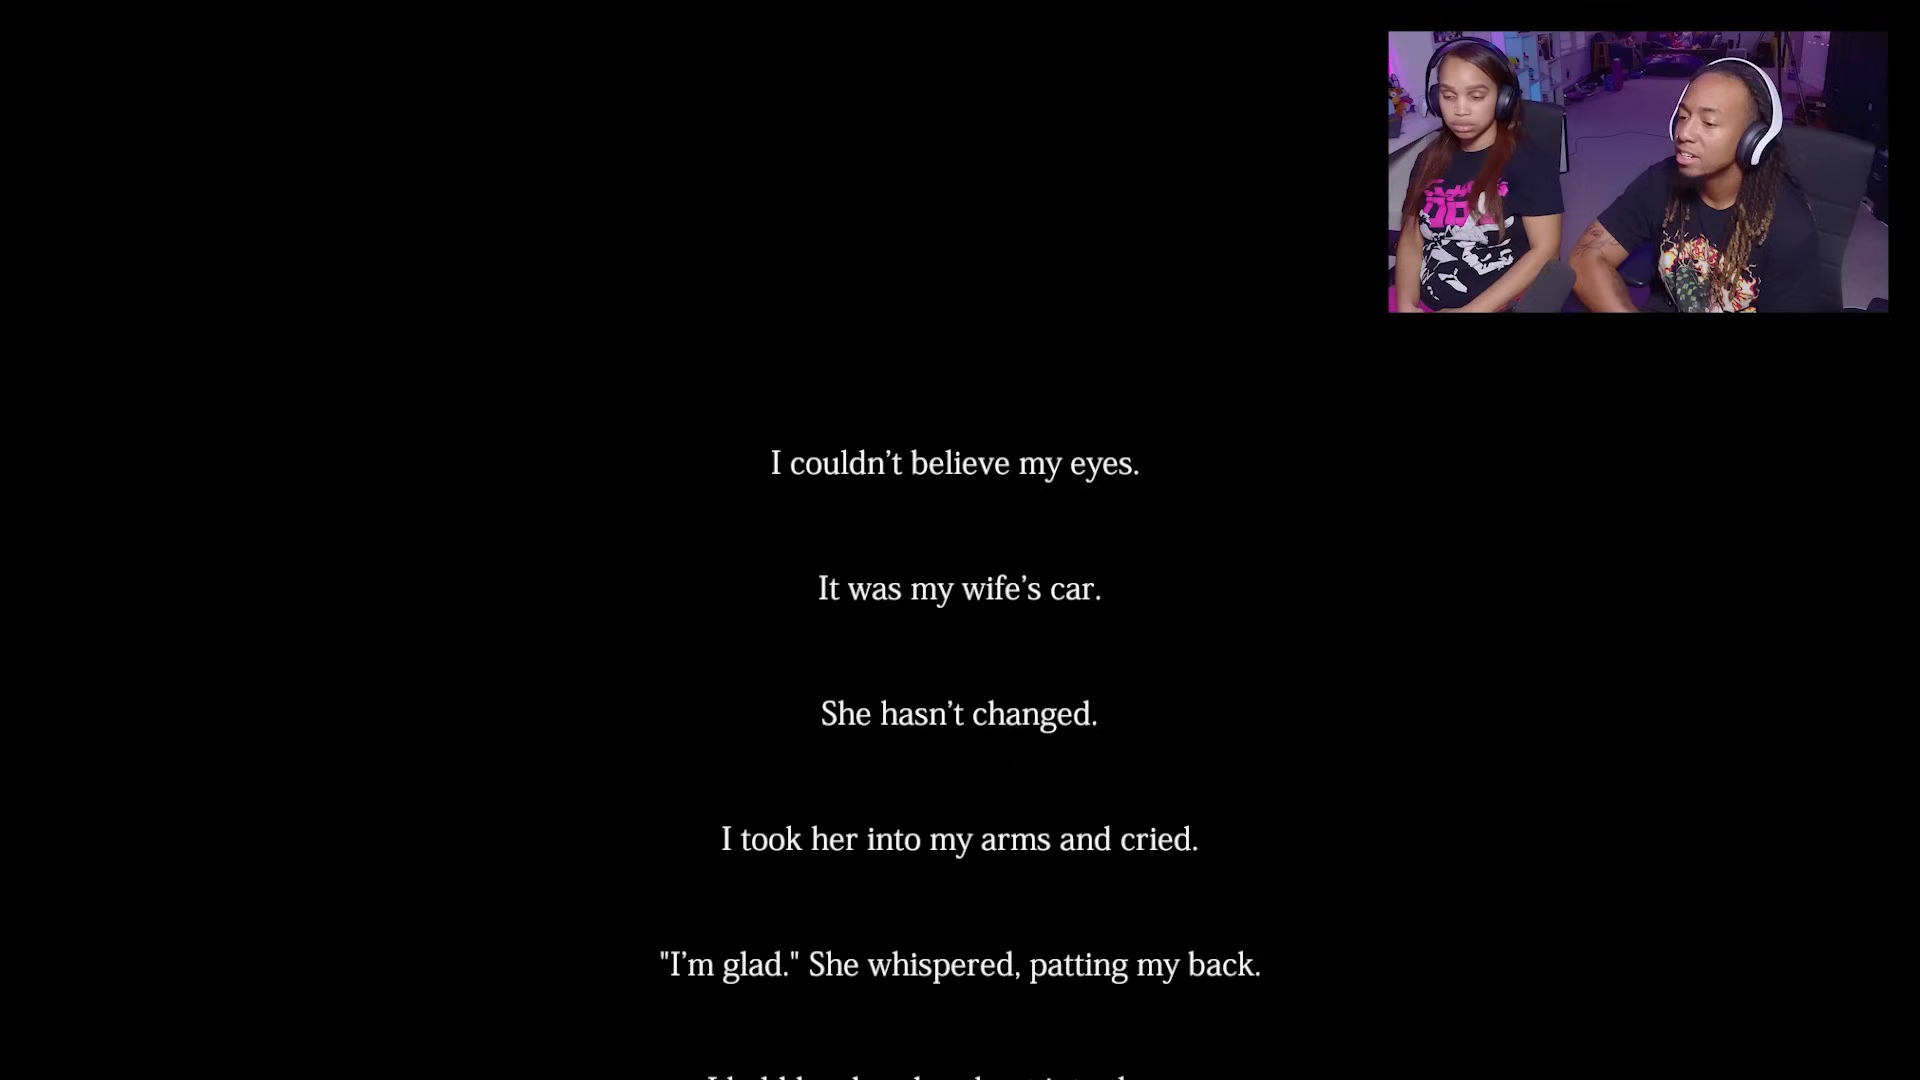 I couldn’t believe my eyes.
It was my wife’s car.
She hasn’t changed.
I took her into my arms and cried.
"I’m glad." She whispered, patting my back.